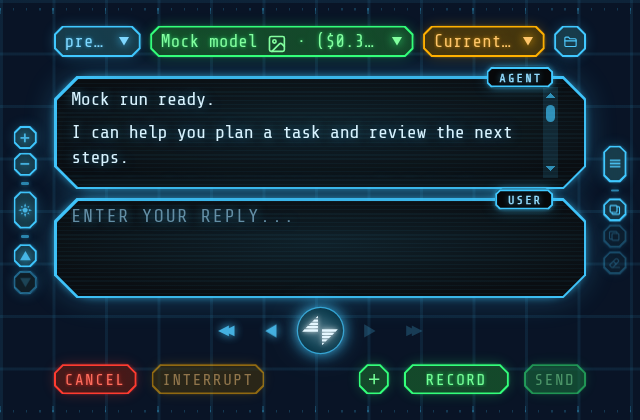 pre…
Mock model · ($0.3…
Current…
AGENT
Mock run ready.
I can help you plan a task and review the next
steps.
USER
ENTER YOUR REPLY...
CANCEL
INTERRUPT
+
RECORD
SEND